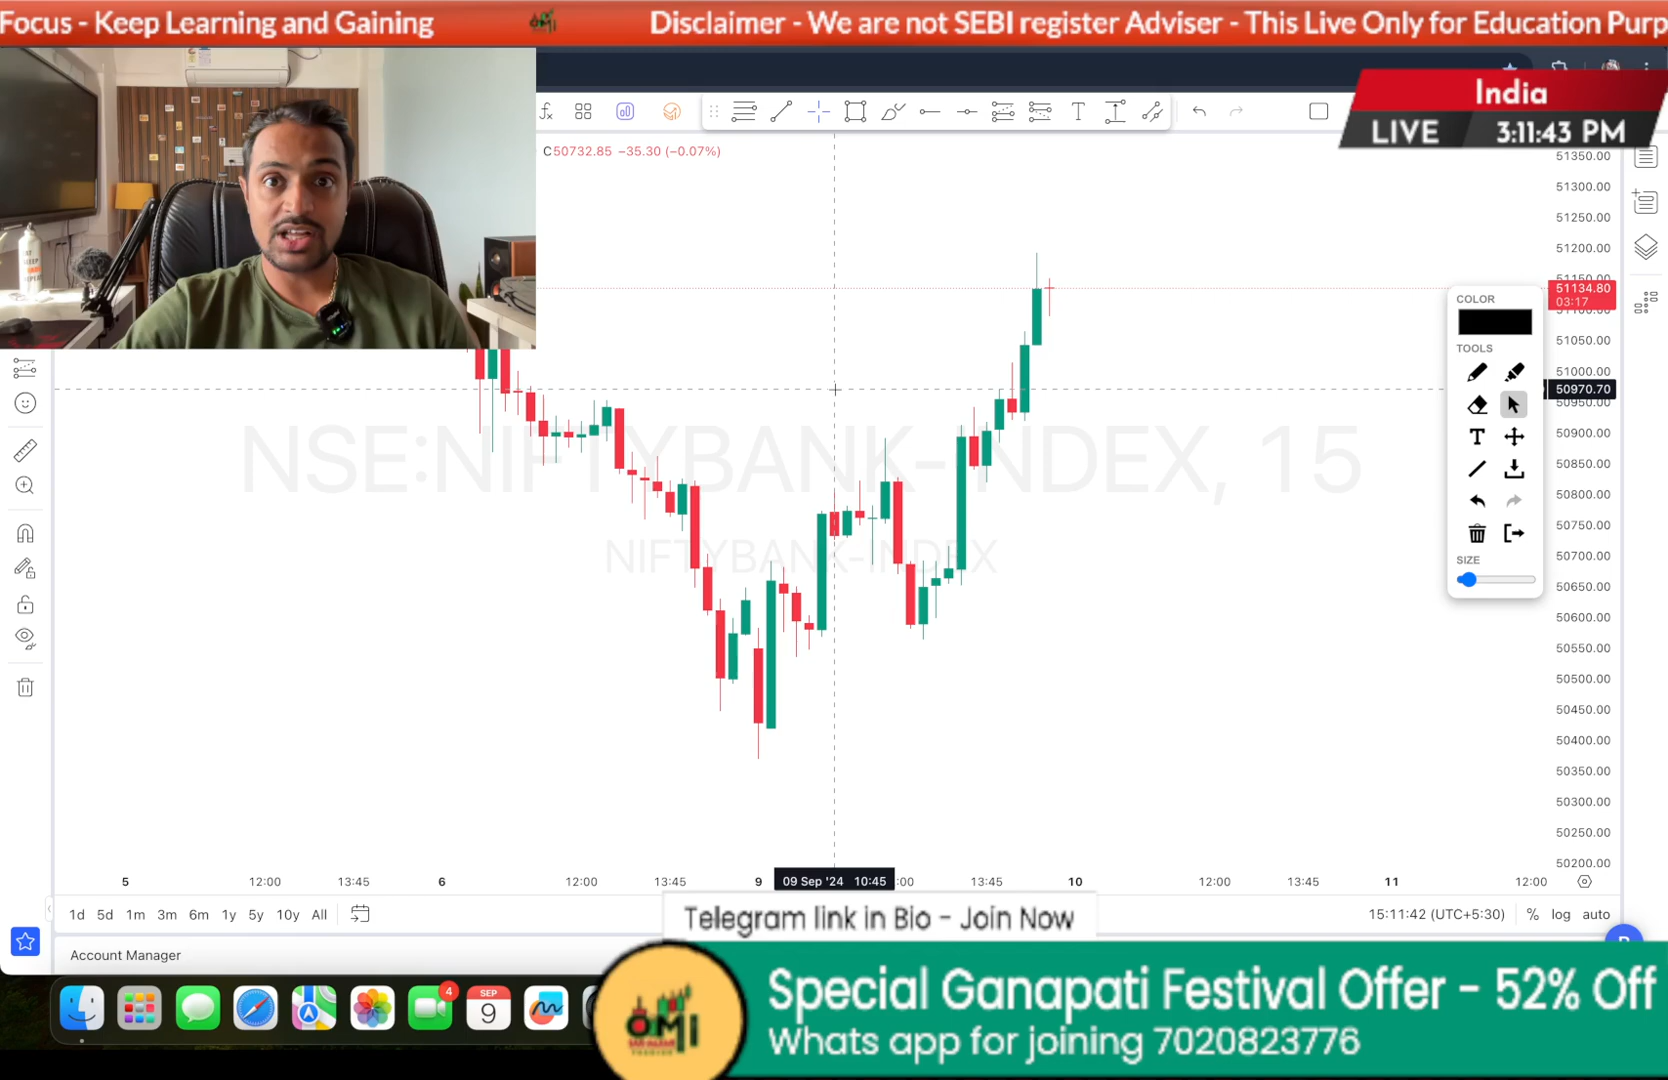 Focus - Keep Learning and Gaining
Disclaimer - We are not SEBI register Adviser - This Live Only for Education Purp
India
LIVE 3:11:43 PM
C50732.85 −35.30 (−0.07%)
51350.00
51300.00
51250.00
51200.00
51150.00
51134.80
03:17
51100.00
51050.00
51000.00
50970.70
50950.00
50900.00
50850.00
50800.00
50750.00
50700.00
50650.00
50600.00
50550.00
50500.00
50450.00
50400.00
50350.00
50300.00
50250.00
50200.00
COLOR
TOOLS
SIZE
NSE:NIFTYBANK-INDEX, 15
NIFTYBANK-INDEX
5 12:00 13:45 6 12:00 13:45 9 09 Sep '24 10:45 :00 13:45 10 12:00 13:45 11 12:00
1d 5d 1m 3m 6m 1y 5y 10y All
15:11:42 (UTC+5:30) % log auto
Telegram link in Bio - Join Now
Account Manager
4
SEP
9
OMI
Special Ganapati Festival Offer - 52% Off
Whats app for joining 7020823776